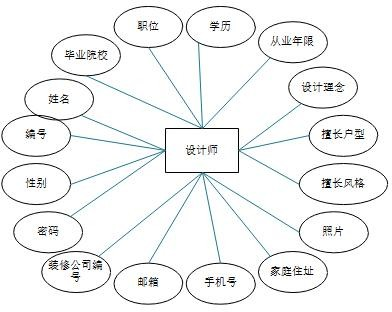 职位
学历
从业年限
毕业院校
设计理念
姓名
编号
擅长户型
设计师
性别
擅长风格
密码
照片
装修公司编
号
邮箱
手机号
家庭住址